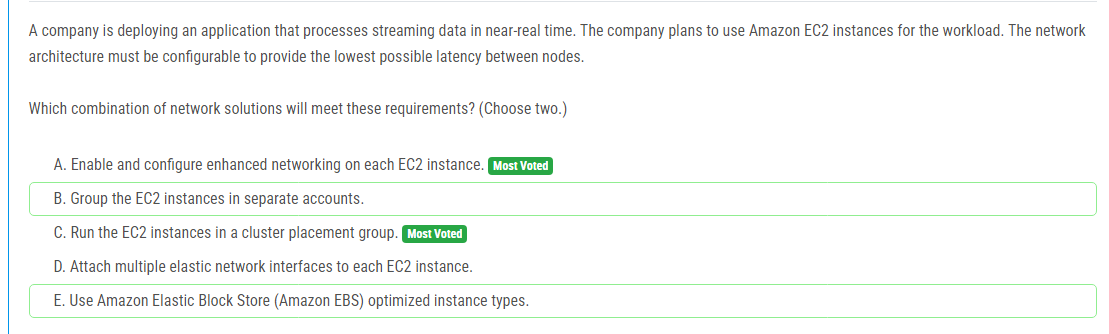 A company is deploying an application that processes streaming data in near-real time. The company plans to use Amazon EC2 instances for the workload. The network
architecture must be configurable to provide the lowest possible latency between nodes.
Which combination of network solutions will meet these requirements? (Choose two.)
A. Enable and configure enhanced networking on each EC2 instance. Most Voted
B. Group the EC2 instances in separate accounts.
C. Run the EC2 instances in a cluster placement group. Most Voted
D. Attach multiple elastic network interfaces to each EC2 instance.
E. Use Amazon Elastic Block Store (Amazon EBS) optimized instance types.